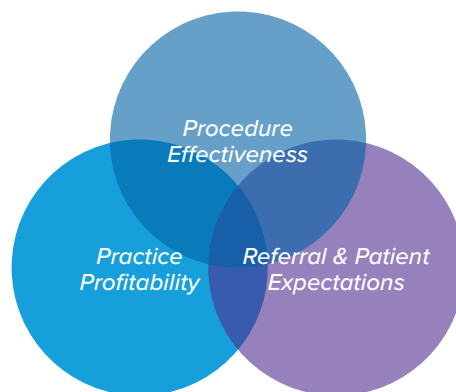 Procedure
Effectiveness
Practice
Profitability
Referral & Patient
Expectations